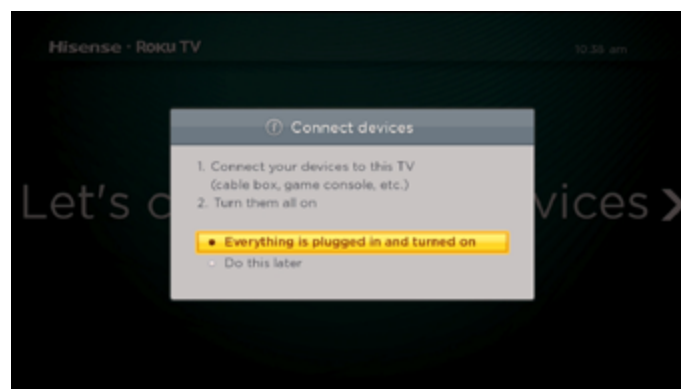 Hisense · Roku TV
10:55 am
Connect devices
1. Connect your devices to this TV
(cable box, game console, etc.)
2. Turn them all on
Let's c vices
Everything is plugged in and turned on
Do this later